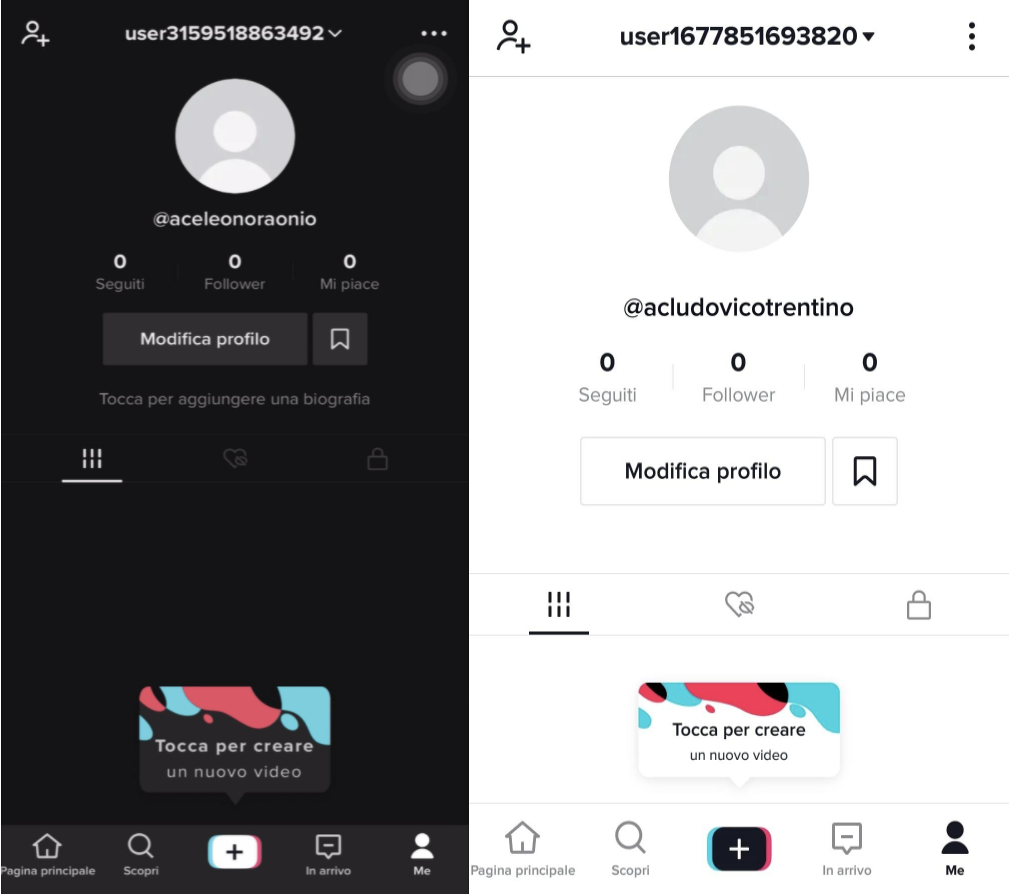 user3159518863492
@aceleonoraonio
0 0 0
Seguiti Follower Mi piace
Modifica profilo
Tocca per aggiungere una biografia
Tocca per creare
un nuovo video
Pagina principale Scopri In arrivo Me
user1677851693820
@acludovicotrentino
0 0 0
Seguiti Follower Mi piace
Modifica profilo
Tocca per creare
un nuovo video
Pagina principale Scopri In arrivo Me